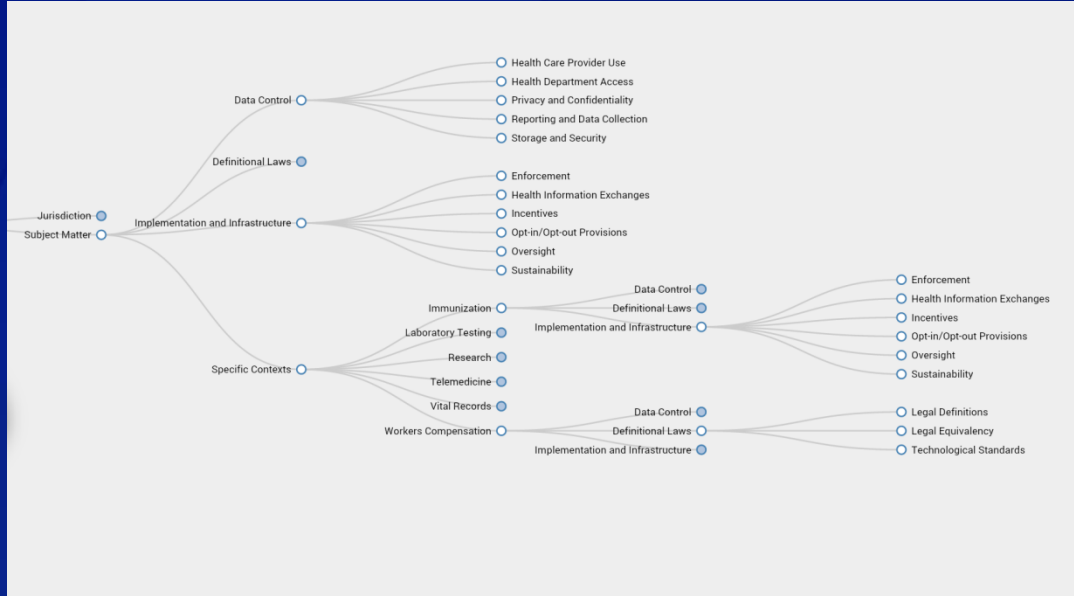 Jurisdiction
Subject Matter
Data Control
Health Care Provider Use
Health Department Access
Privacy and Confidentiality
Reporting and Data Collection
Storage and Security
Definitional Laws
Implementation and Infrastructure
Enforcement
Health Information Exchanges
Incentives
Opt-in/Opt-out Provisions
Oversight
Sustainability
Specific Contexts
Immunization
Data Control
Definitional Laws
Implementation and Infrastructure
Enforcement
Health Information Exchanges
Incentives
Opt-in/Opt-out Provisions
Oversight
Sustainability
Laboratory Testing
Research
Telemedicine
Vital Records
Workers Compensation
Data Control
Definitional Laws
Legal Definitions
Legal Equivalency
Technological Standards
Implementation and Infrastructure